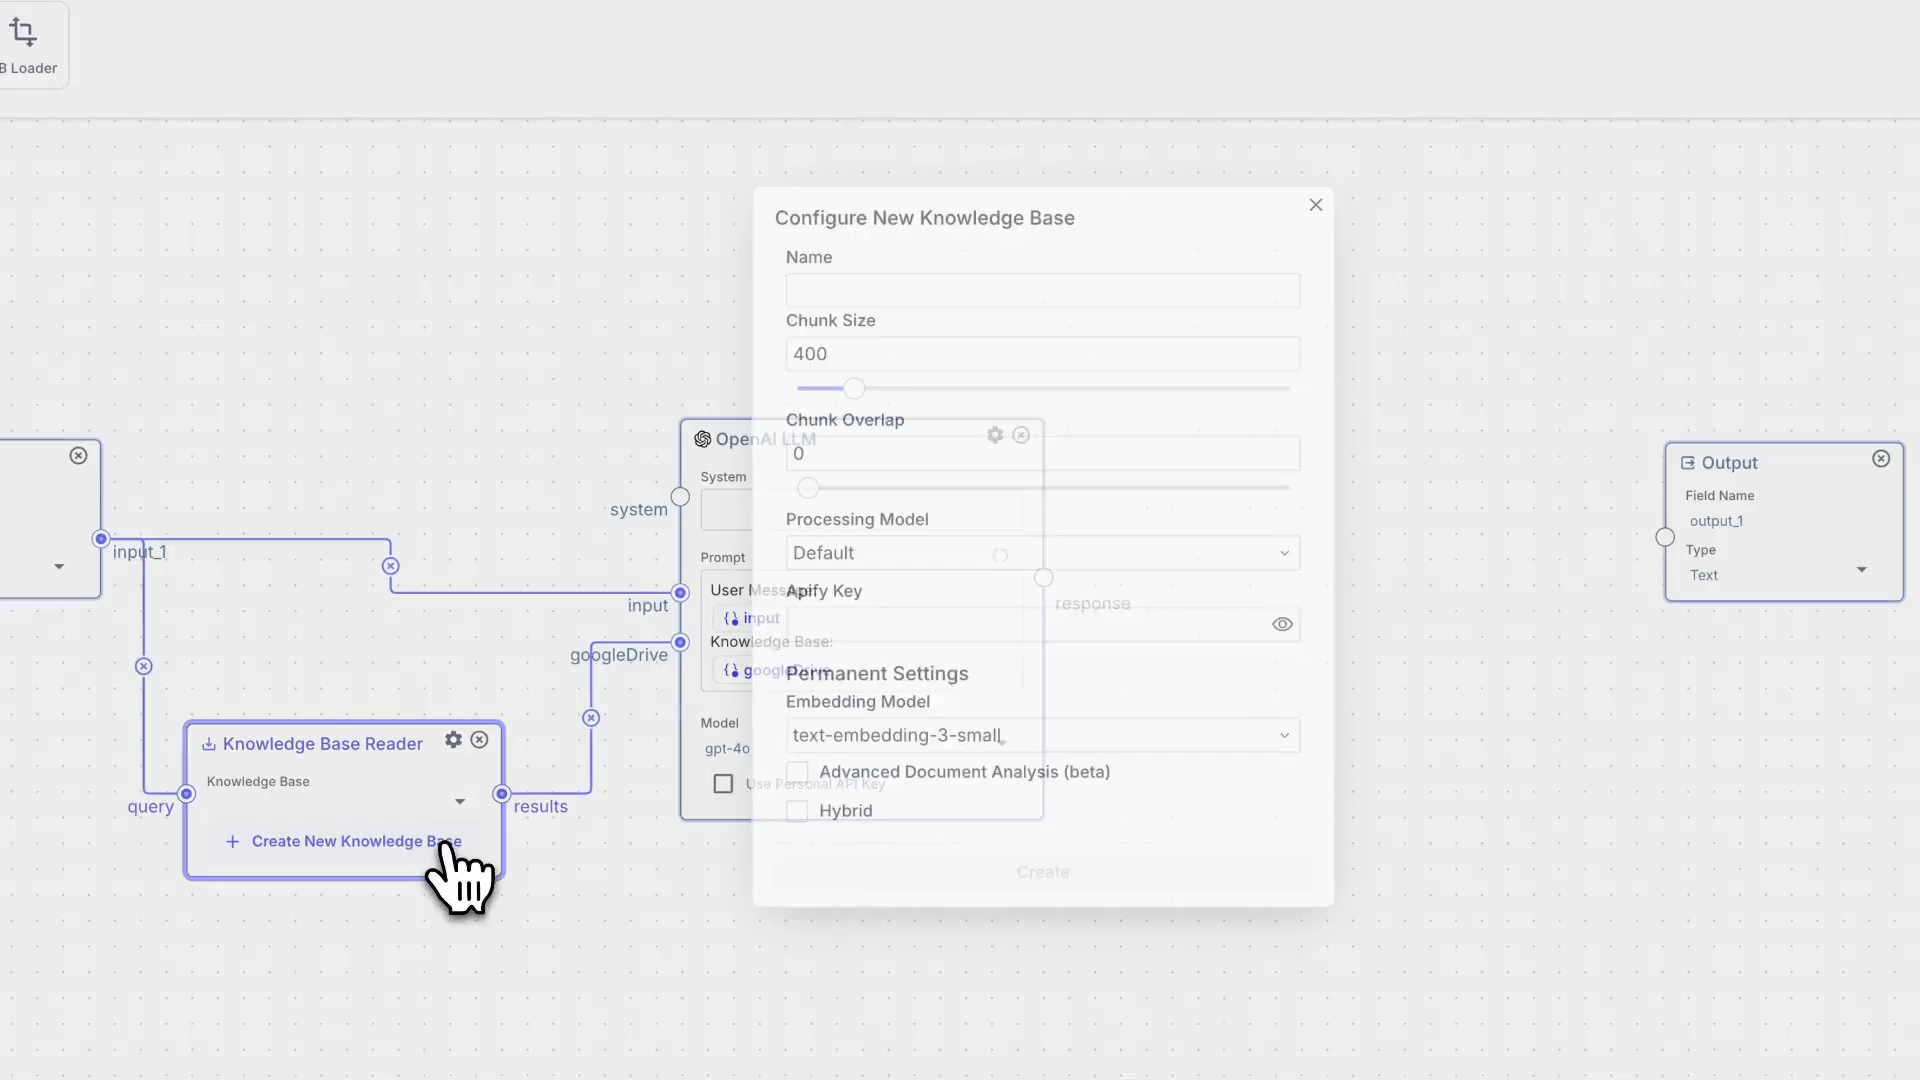 B Loader
Configure New Knowledge Base
Name
Chunk Size
400
Chunk Overlap
0
Processing Model
Default
Apify Key
Permanent Settings
Embedding Model
text-embedding-3-small
Advanced Document Analysis (beta)
Hybrid
Create
input_1
OpenAI LLM
System
system
Prompt
User Message:
input
input
Knowledge Base:
googleDrive
googleDrive
Model
gpt-4o
Use Personal API Key
response
Knowledge Base Reader
Knowledge Base
query
results
Create New Knowledge Base
Output
Field Name
output_1
Type
Text